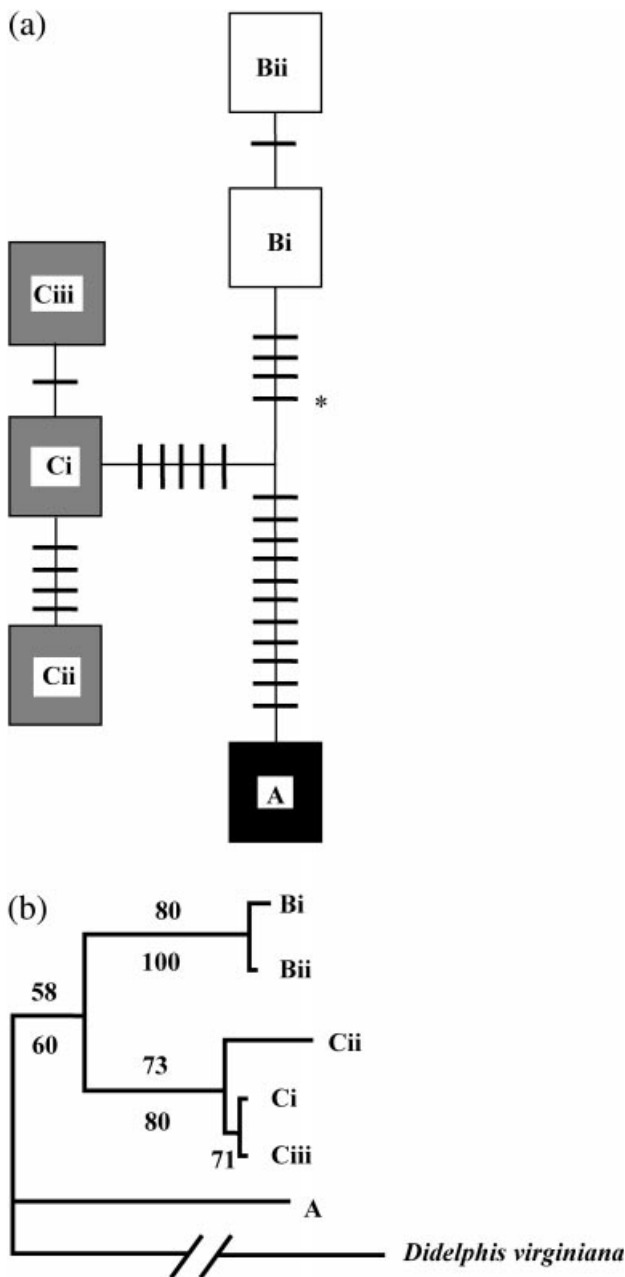 (a)
Bii
Bi
Ciii
*
Ci
Cii
A
(b)
80
Bi
100
Bii
58
60
Cii
73
Ci
80
71
Ciii
A
Didelphis virginiana